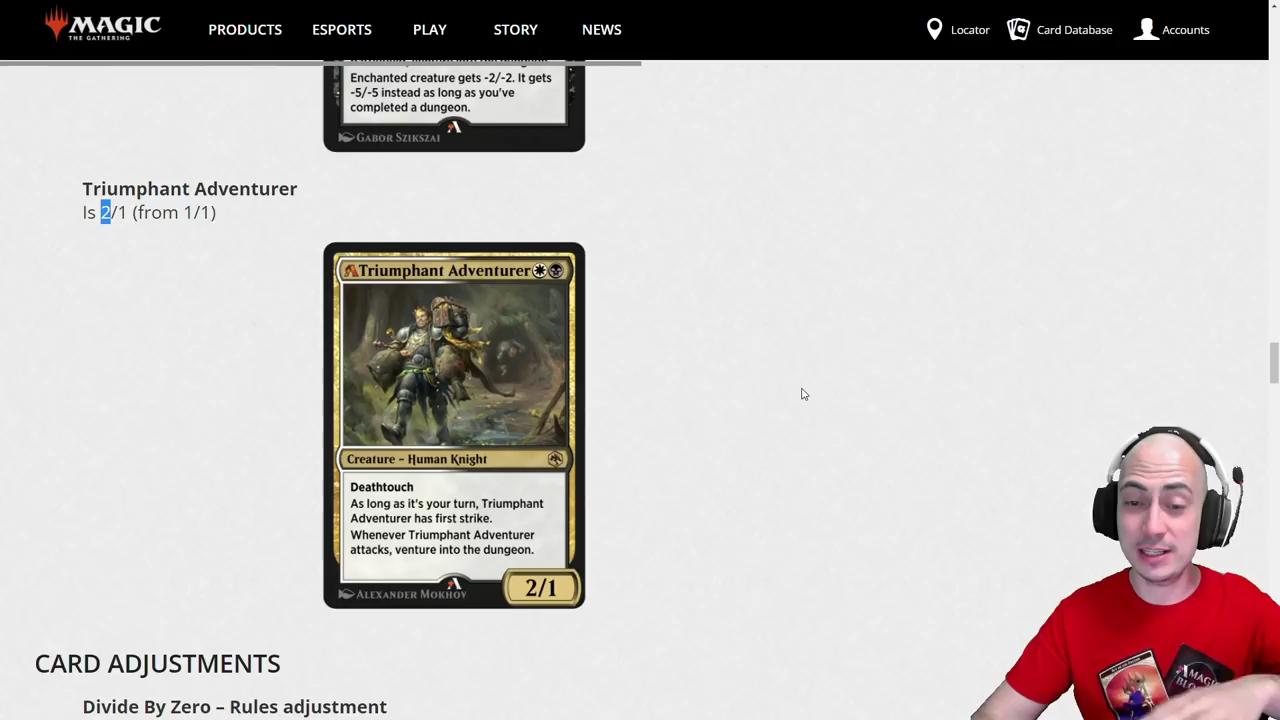 MAGIC
THE GATHERING
PRODUCTS ESPORTS PLAY STORY NEWS
Locator Card Database Accounts
Enchanted creature gets -2/-2. It gets
-5/-5 instead as long as you've
completed a dungeon.
GABOR SZIKSZAI
Triumphant Adventurer
Is 2/1 (from 1/1)
Triumphant Adventurer
Creature – Human Knight
Deathtouch
As long as it's your turn, Triumphant
Adventurer has first strike.
Whenever Triumphant Adventurer
attacks, venture into the dungeon.
2/1
ALEXANDER MOKHOV
CARD ADJUSTMENTS
Divide By Zero – Rules adjustment
MAGIC